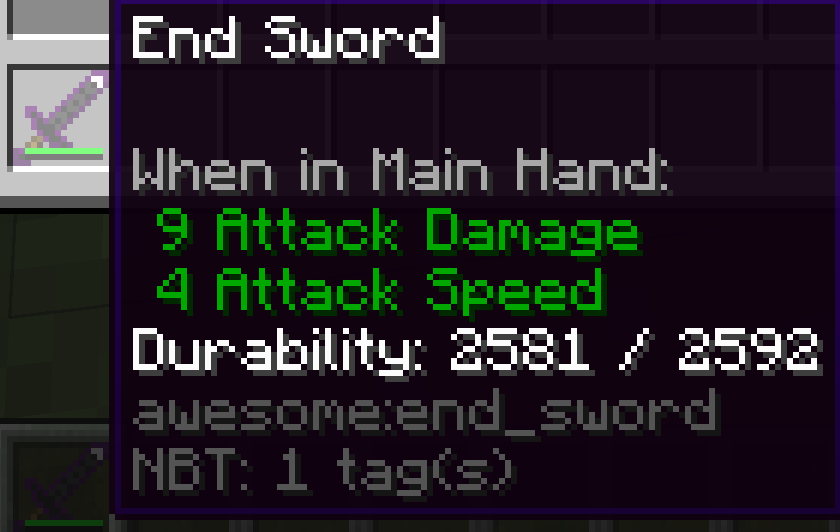 End Sword
When in Main Hand:
9 Attack Damage
4 Attack Speed
Durability: 2581 / 2592
awesome:end_sword
NBT: 1 tag(s)